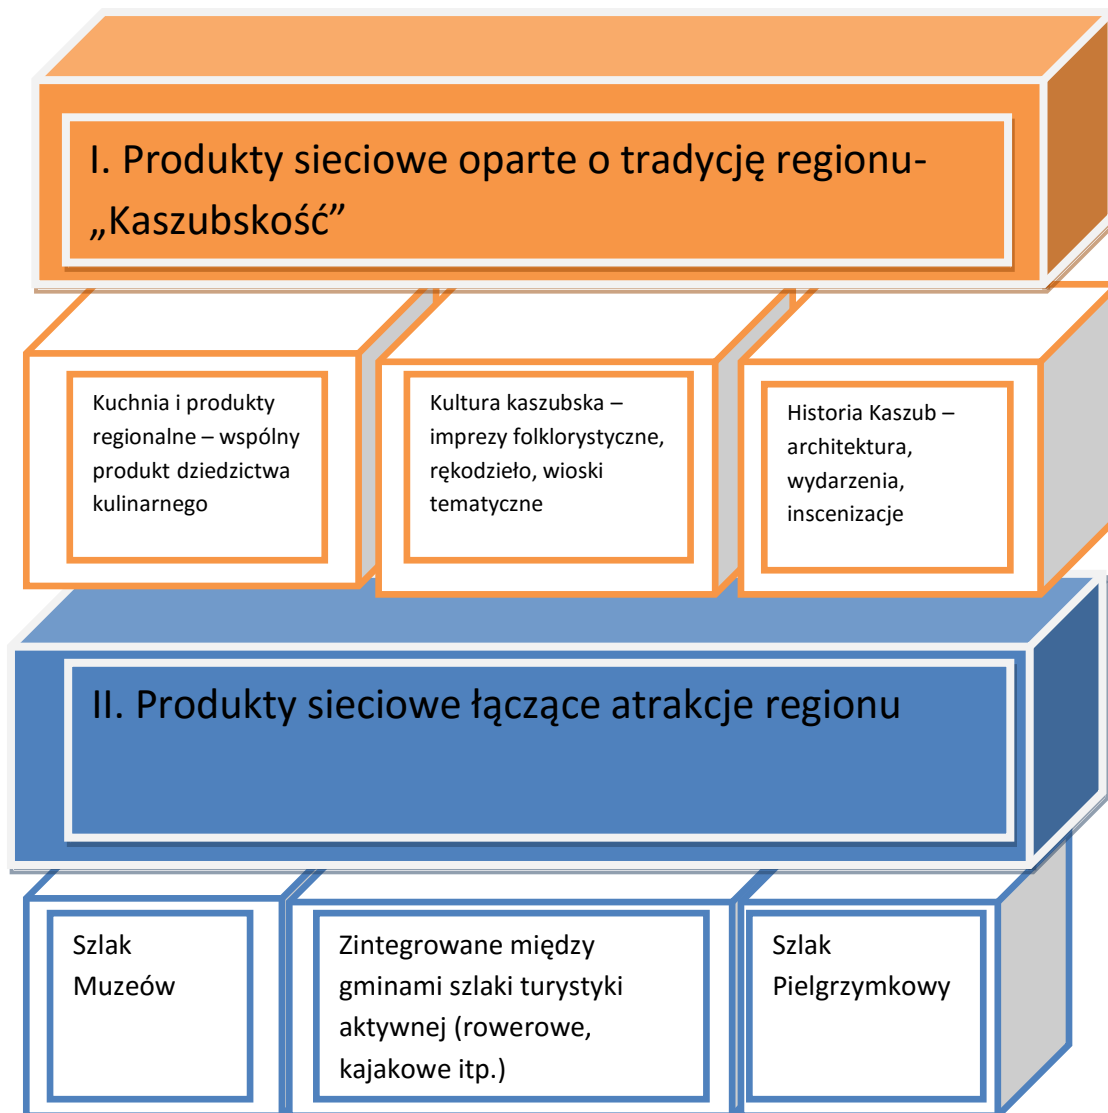 I. Produkty sieciowe oparte o tradycję regionu-
„Kaszubskość”
Kuchnia i produkty
regionalne – wspólny
produkt dziedzictwa
kulinarnego
Kultura kaszubska –
imprezy folklorystyczne,
rękodzieło, wioski
tematyczne
Historia Kaszub –
architektura,
wydarzenia,
inscenizacje
II. Produkty sieciowe łączące atrakcje regionu
Szlak
Muzeów
Zintegrowane między
gminami szlaki turystyki
aktywnej (rowerowe,
kajakowe itp.)
Szlak
Pielgrzymkowy